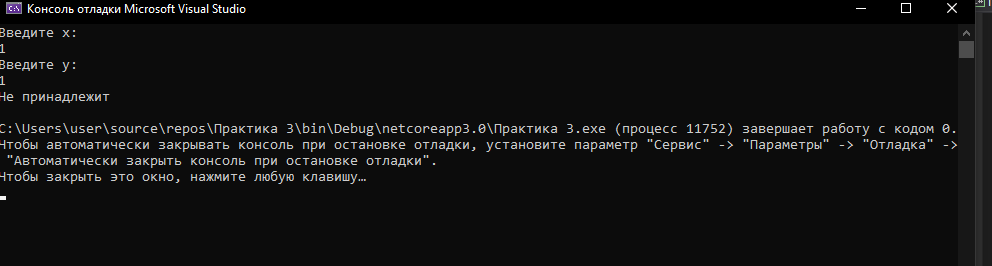 Консоль отладки Microsoft Visual Studio
Введите x:
1
Введите y:
1
Не принадлежит
C:\Users\user\source\repos\Практика 3\bin\Debug\netcoreapp3.0\Практика 3.exe (процесс 11752) завершает работу с кодом 0.
Чтобы автоматически закрывать консоль при остановке отладки, установите параметр "Сервис" -> "Параметры" -> "Отладка" ->
"Автоматически закрыть консоль при остановке отладки".
Чтобы закрыть это окно, нажмите любую клавишу…